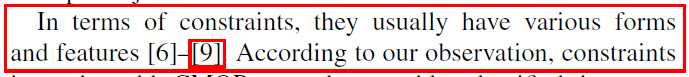 In terms of constraints, they usually have various forms
and features [6]–[9]. According to our observation, constraints